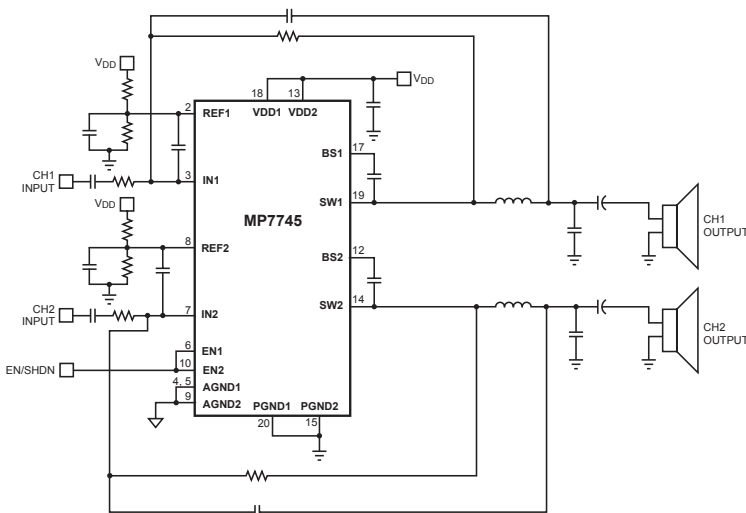 VDD
18
13
VDD
VDD1
VDD2
2
REF1
17
BS1
CH1
INPUT
3
IN1
19
SW1
CH1
OUTPUT
VDD
MP7745
8
REF2
12
BS2
CH2
INPUT
7
IN2
14
SW2
CH2
OUTPUT
6
EN1
EN/SHDN
10
EN2
4, 5
AGND1
9
AGND2
PGND1
PGND2
20
15